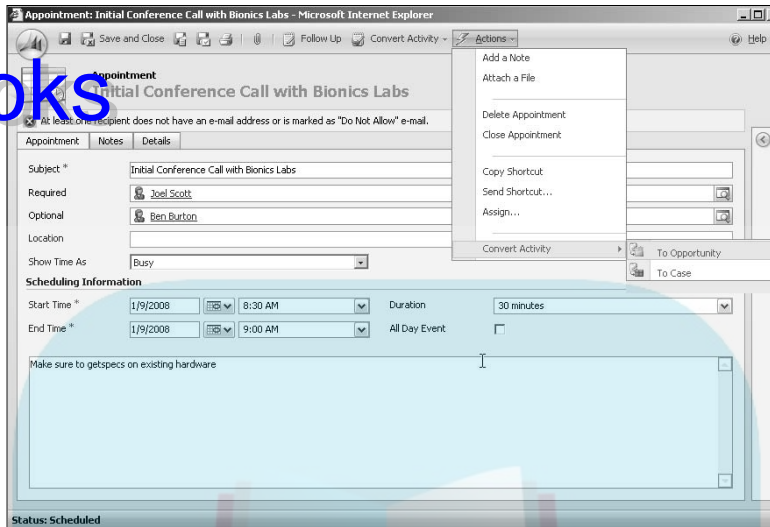 Appointment: Initial Conference Call with Bionics Labs - Microsoft Internet Explorer
Save and Close Follow Up Convert Activity Actions Help
oks
Appointment
Initial Conference Call with Bionics Labs
At least one recipient does not have an e-mail address or is marked as "Do Not Allow" e-mail.
Appointment Notes Details
Subject * Initial Conference Call with Bionics Labs
Required Joel Scott
Optional Ben Burton
Location
Show Time As Busy
Add a Note
Attach a File
Delete Appointment
Close Appointment
Copy Shortcut
Send Shortcut...
Assign...
Convert Activity
To Opportunity
To Case
Scheduling Information
Start Time * 1/9/2008 8:30 AM Duration 30 minutes
End Time * 1/9/2008 9:00 AM All Day Event
Make sure to getspecs on existing hardware
Status: Scheduled